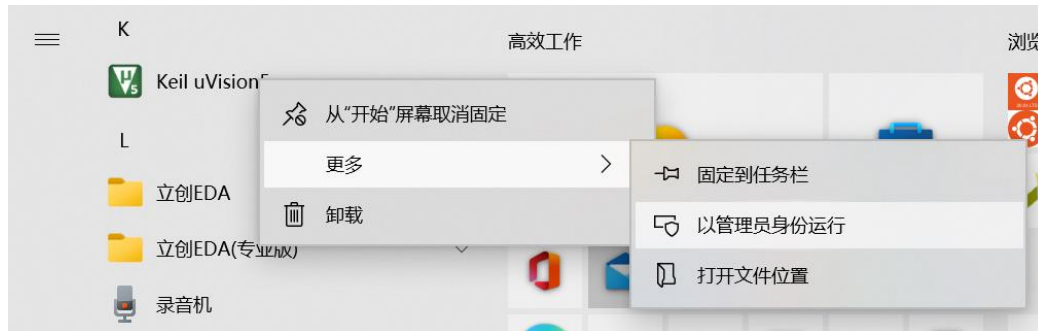 K
高效工作
浏览
Keil uVision5
从“开始”屏幕取消固定
L
更多
固定到任务栏
立创EDA
卸载
以管理员身份运行
立创EDA(专业版)
打开文件位置
录音机